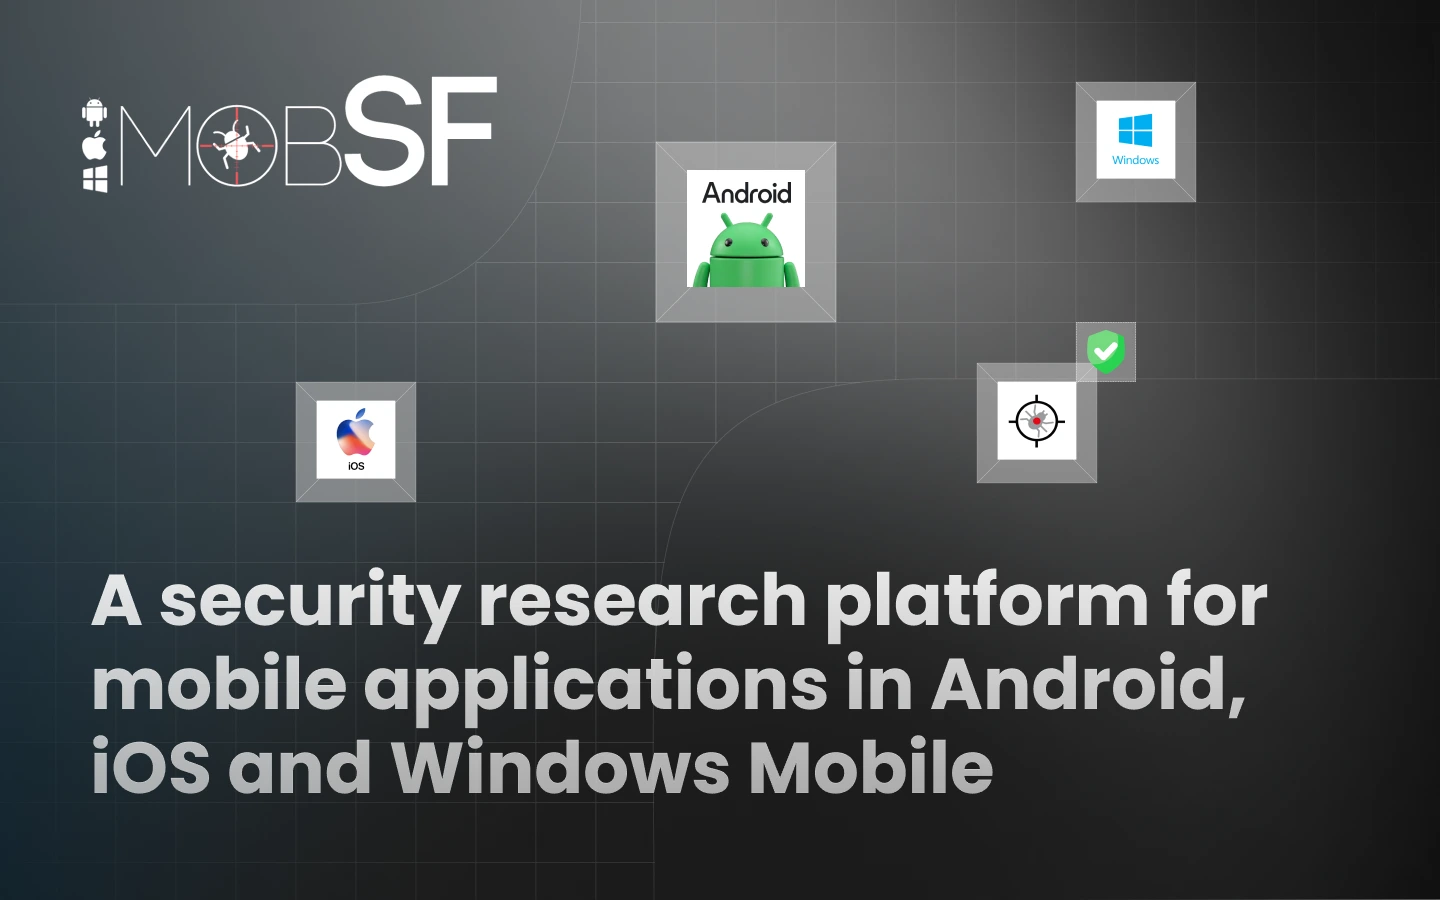 MOBSF
Android
Windows
iOS
A security research platform for
mobile applications in Android,
iOS and Windows Mobile